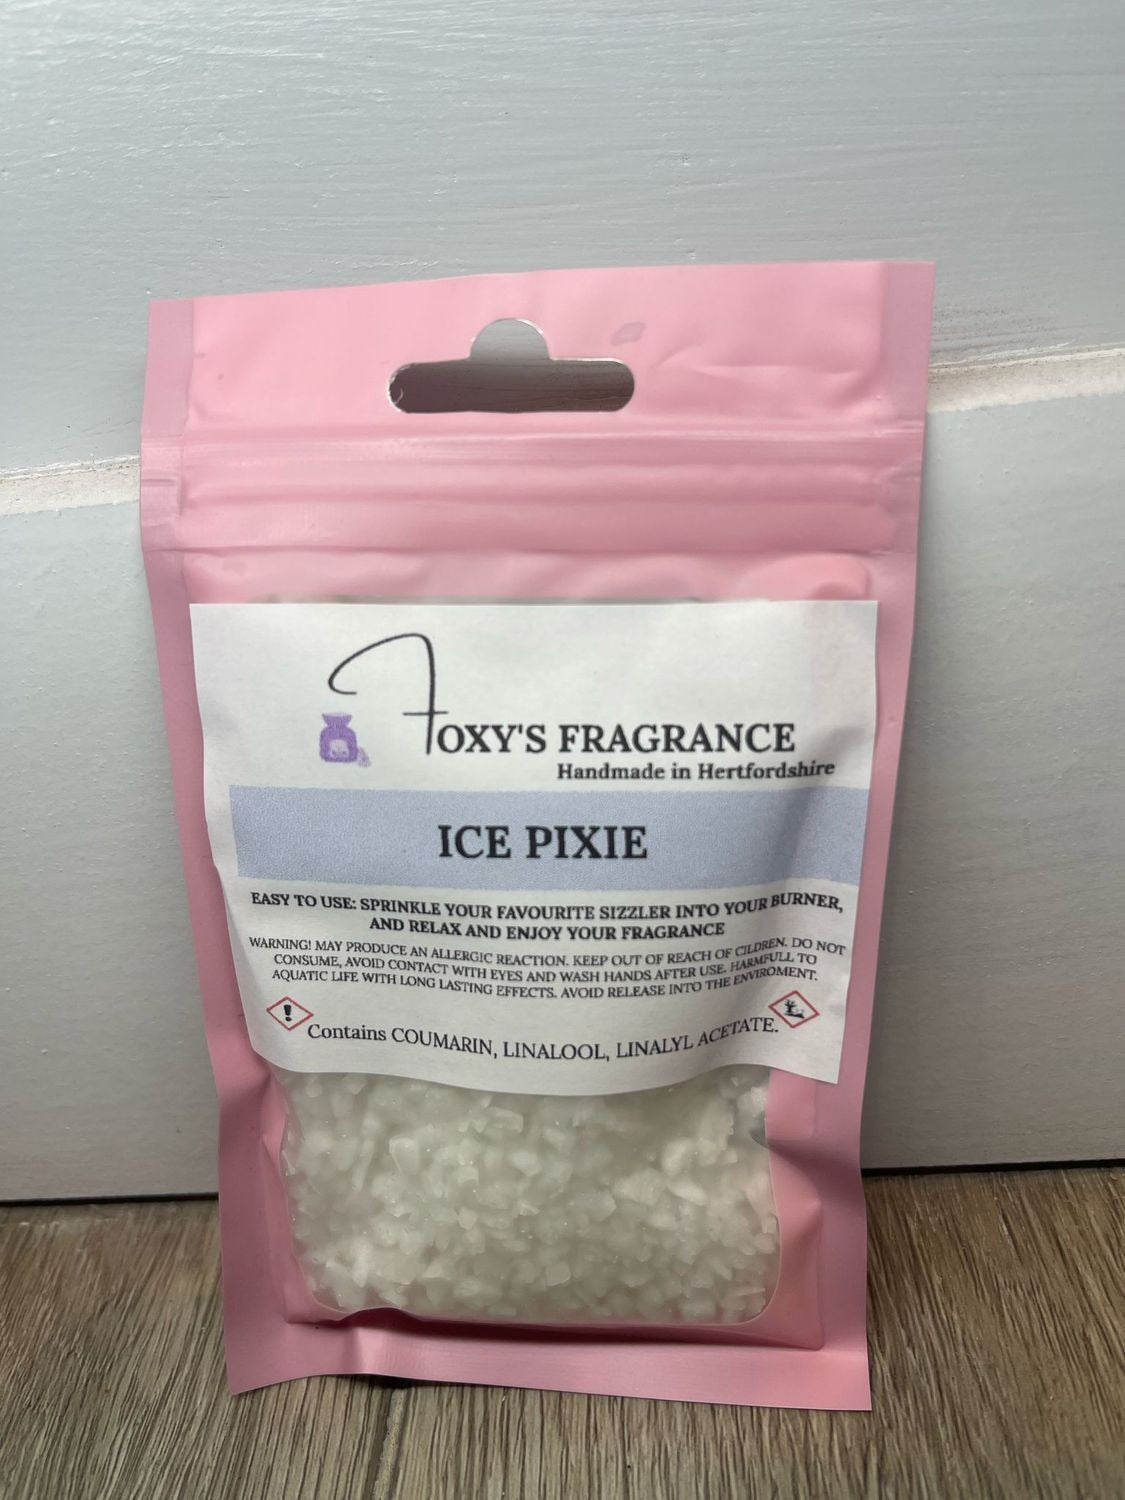 FOXY'S FRAGRANCE
Handmade in Hertfordshire
ICE PIXIE
EASY TO USE: SPRINKLE YOUR FAVOURITE SIZZLER INTO YOUR BURNER,
AND RELAX AND ENJOY YOUR FRAGRANCE
WARNING! MAY PRODUCE AN ALLERGIC REACTION. KEEP OUT OF REACH OF CILDREN. DO NOT
CONSUME, AVOID CONTACT WITH EYES AND WASH HANDS AFTER USE. HARMFULL TO
AQUATIC LIFE WITH LONG LASTING EFFECTS. AVOID RELEASE INTO THE ENVIROMENT.
Contains COUMARIN, LINALOOL, LINALYL ACETATE.